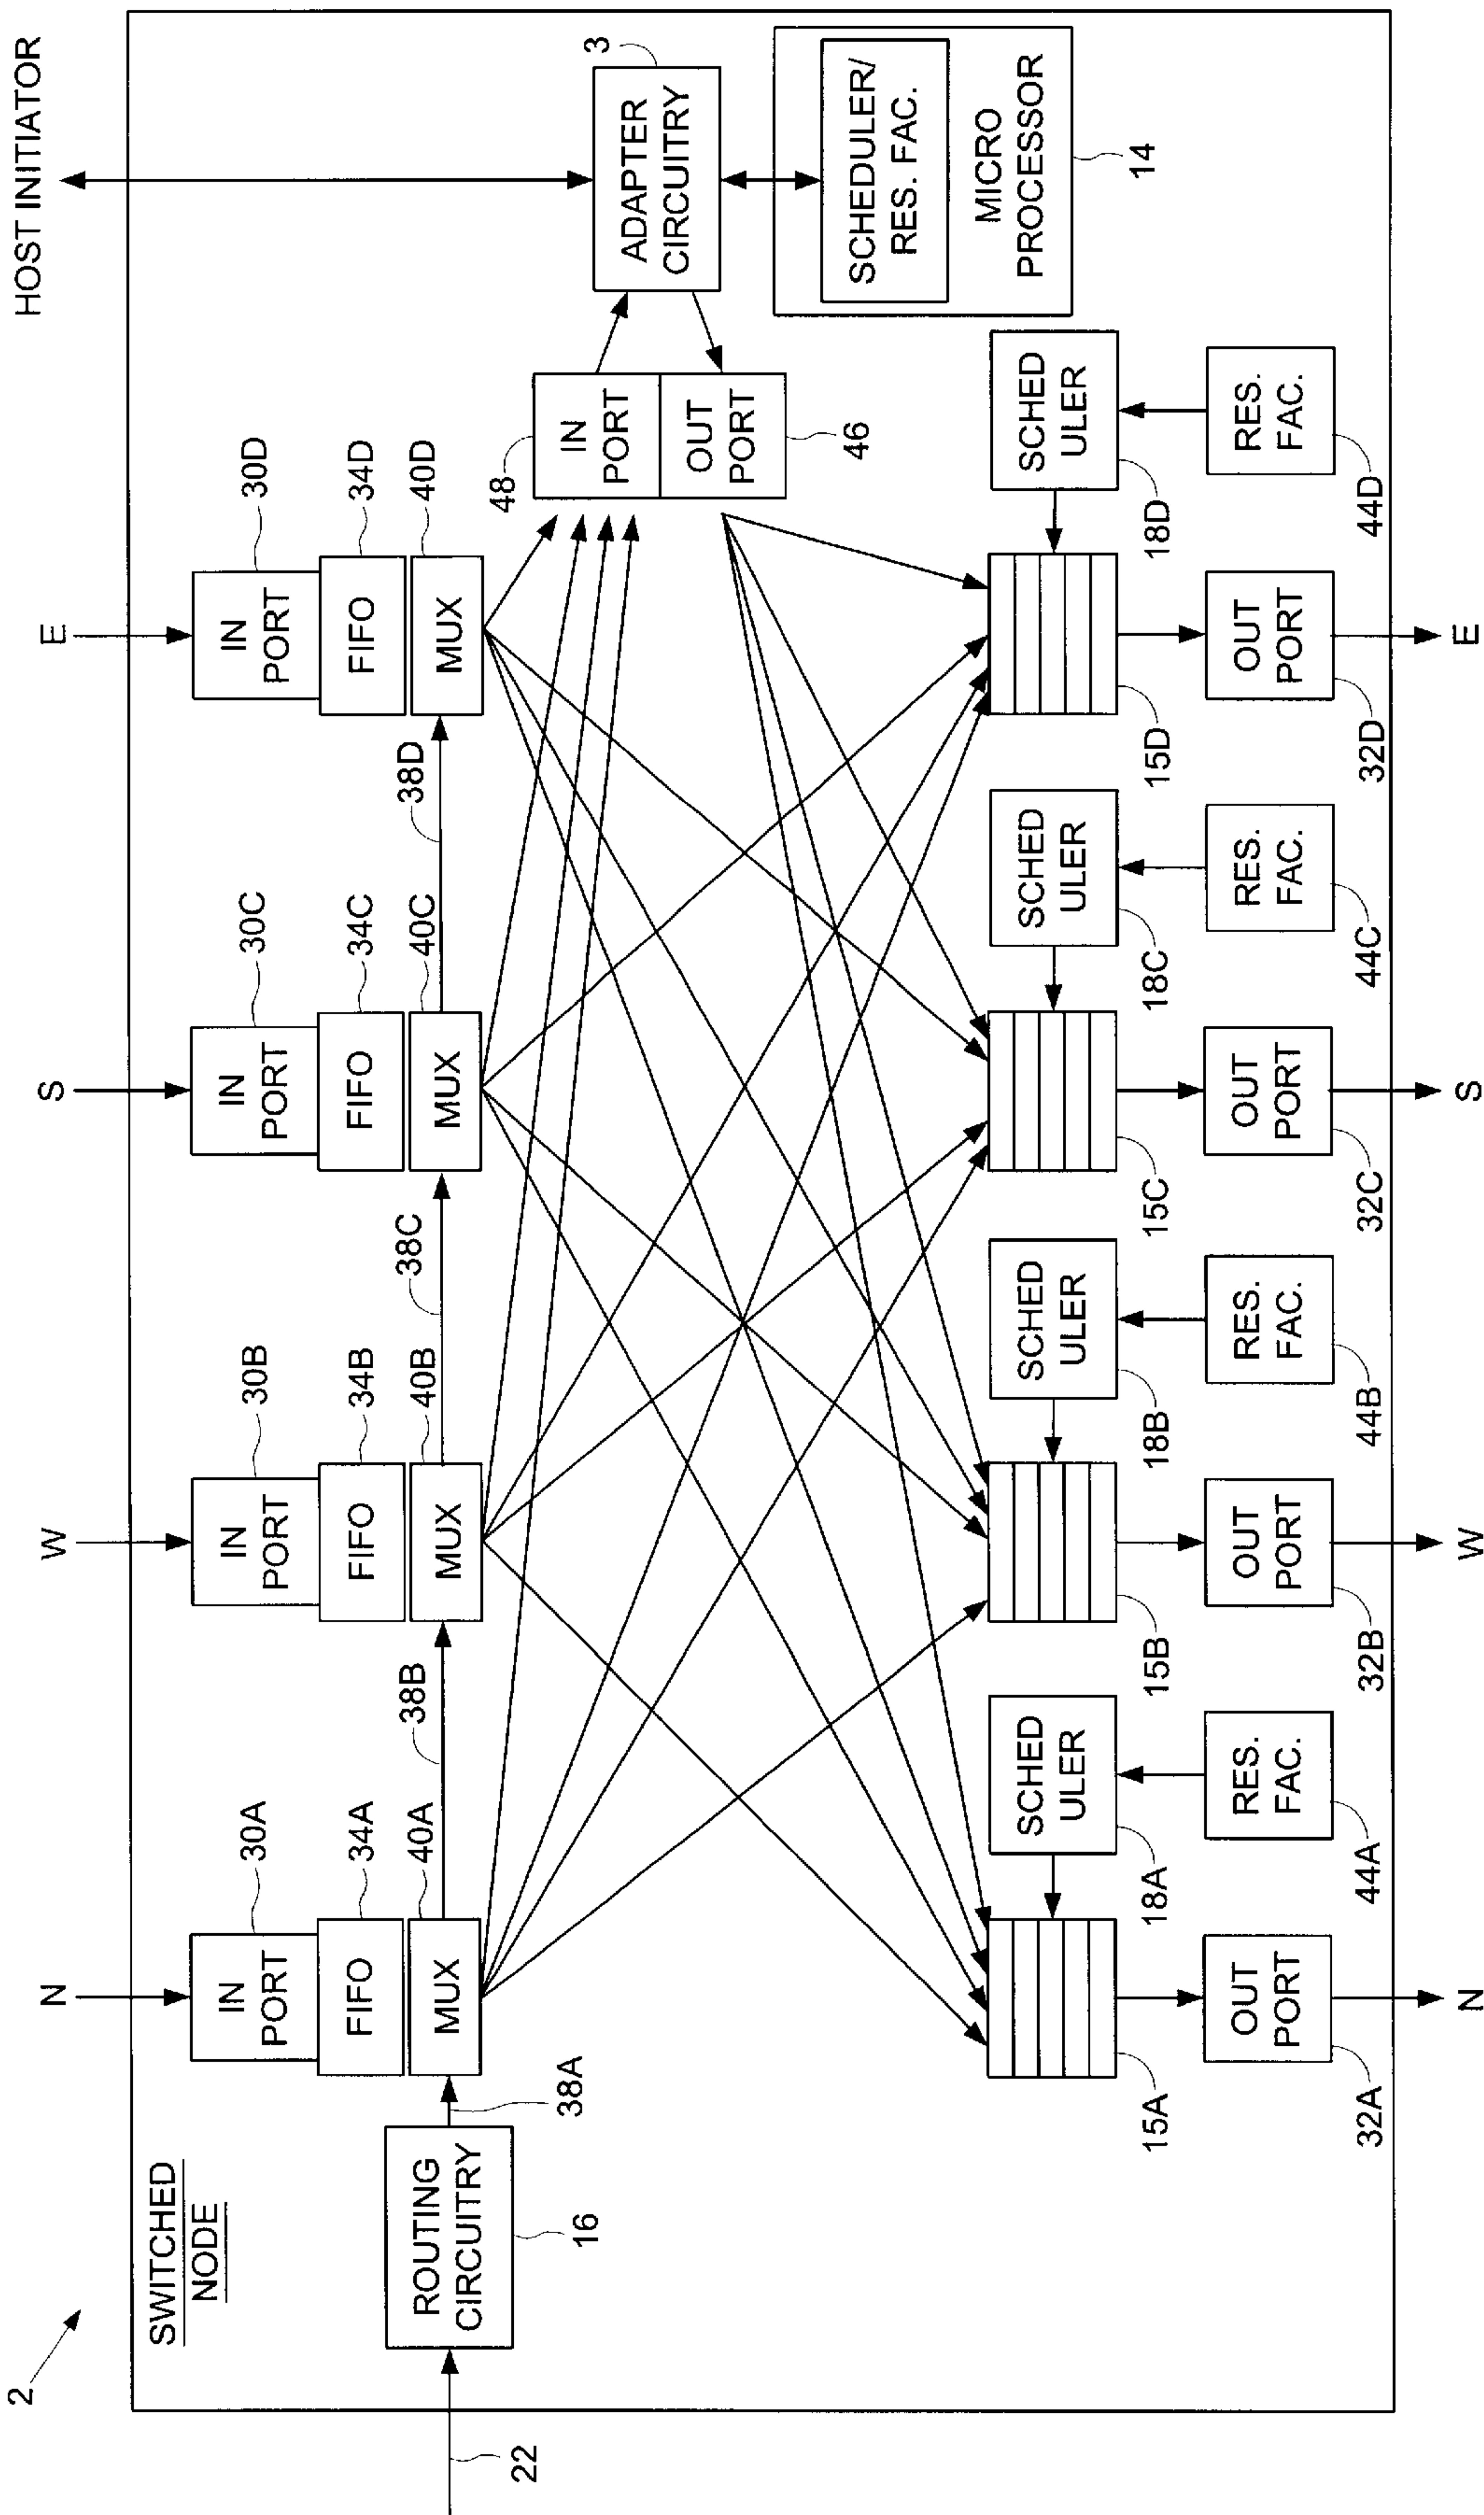 2
SWITCHED
NODE
HOST INITIATOR
N
W
S
E
30A
30B
30C
30D
IN
PORT
IN
PORT
IN
PORT
IN
PORT
34A
34B
34C
34D
FIFO
FIFO
FIFO
FIFO
40A
40B
40C
40D
MUX
MUX
MUX
MUX
22
ROUTING
CIRCUITRY
16
38A
38B
38C
38D
48
IN
PORT
OUT
PORT
46
3
ADAPTER
CIRCUITRY
SCHEDULER/
RES. FAC.
MICRO
PROCESSOR
14
SCHED
ULER
SCHED
ULER
SCHED
ULER
SCHED
ULER
15A
18A
15B
18B
15C
18C
15D
18D
OUT
PORT
RES.
FAC.
OUT
PORT
RES.
FAC.
OUT
PORT
RES.
FAC.
OUT
PORT
RES.
FAC.
32A
44A
32B
44B
32C
44C
32D
44D
N
W
S
E